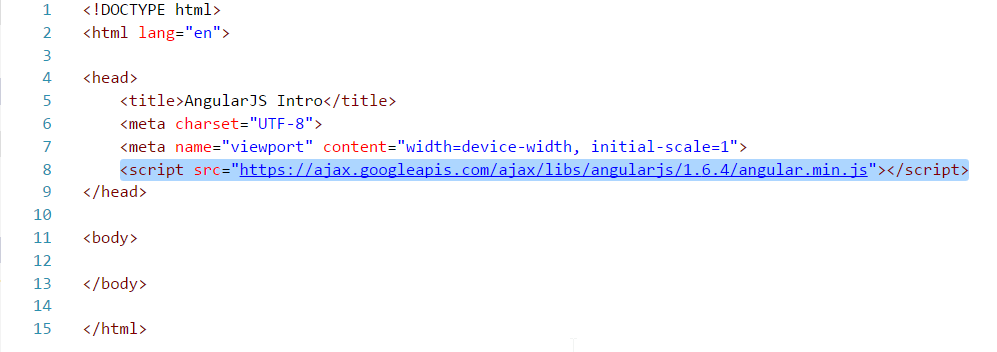 1 <!DOCTYPE html>
2 <html lang="en">
3
4 <head>
5     <title>AngularJS Intro</title>
6     <meta charset="UTF-8">
7     <meta name="viewport" content="width=device-width, initial-scale=1">
8     <script src="https://ajax.googleapis.com/ajax/libs/angularjs/1.6.4/angular.min.js"></script>
9 </head>
10
11 <body>
12
13 </body>
14
15 </html>